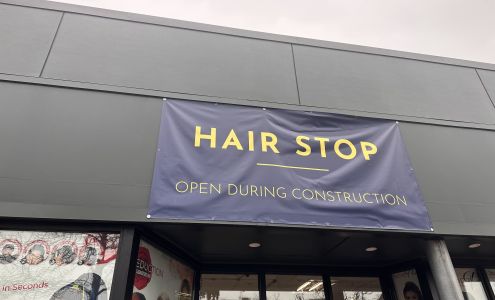 HAIR STOP
OPEN DURING CONSTRUCTION
in Seconds